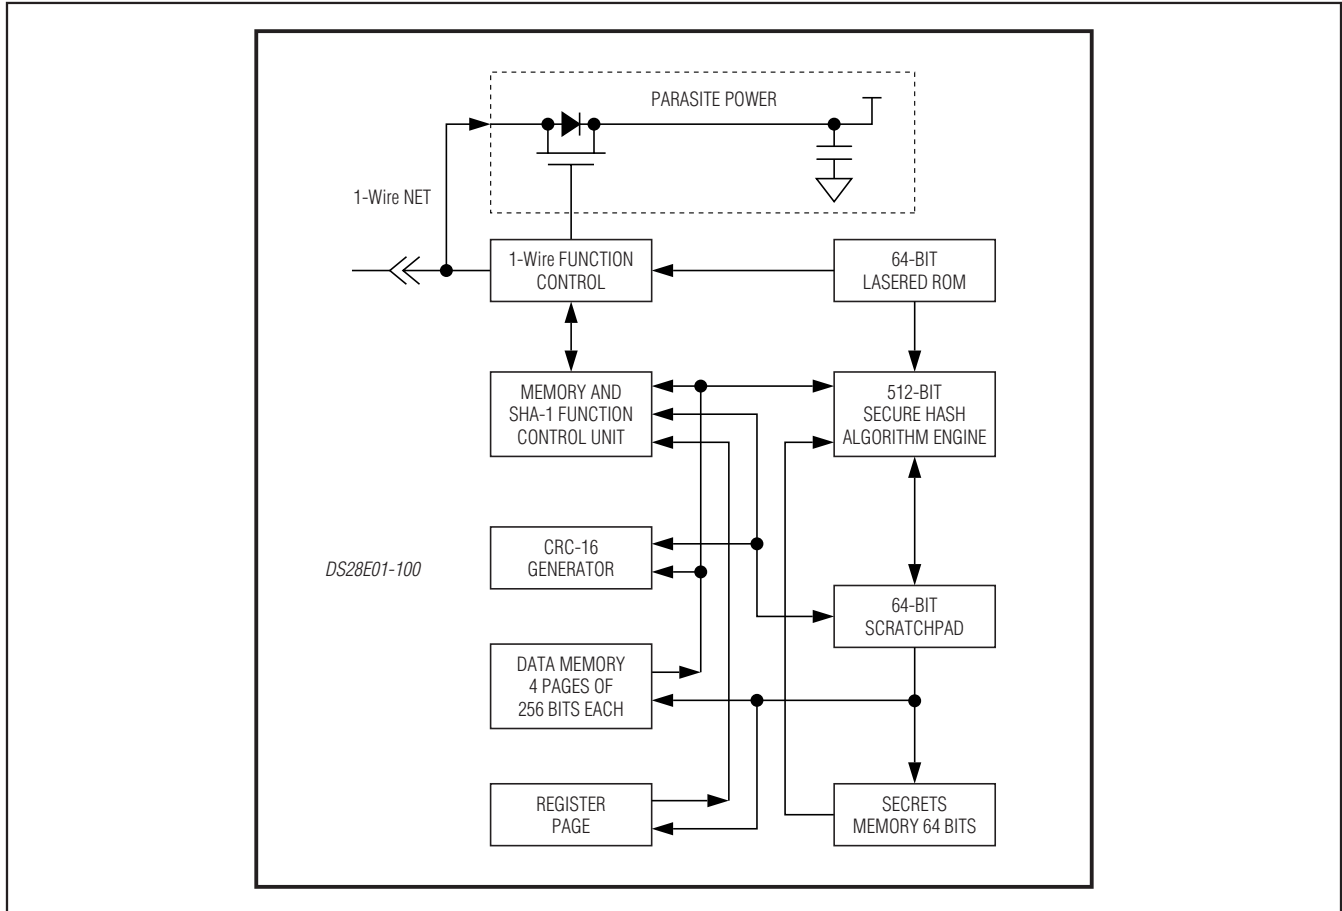 PARASITE POWER
1-Wire NET
1-Wire FUNCTION
CONTROL
64-BIT
LASERED ROM
MEMORY AND
SHA-1 FUNCTION
CONTROL UNIT
512-BIT
SECURE HASH
ALGORITHM ENGINE
CRC-16
GENERATOR
DS28E01-100
64-BIT
SCRATCHPAD
DATA MEMORY
4 PAGES OF
256 BITS EACH
REGISTER
PAGE
SECRETS
MEMORY 64 BITS